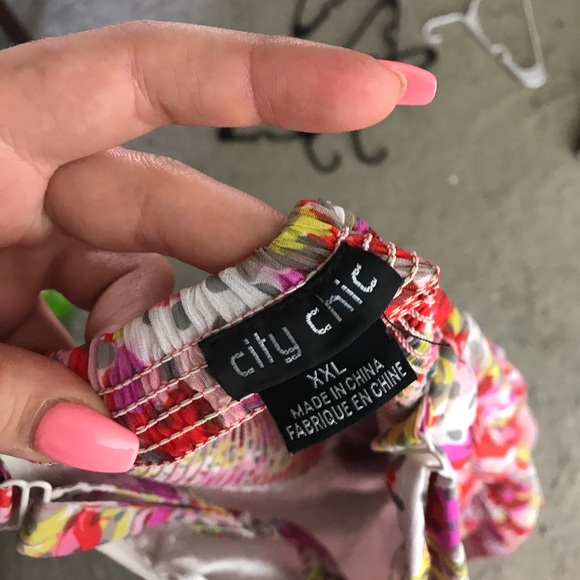 city chic
XXL
MADE IN CHINA
FABRIQUE EN CHINE